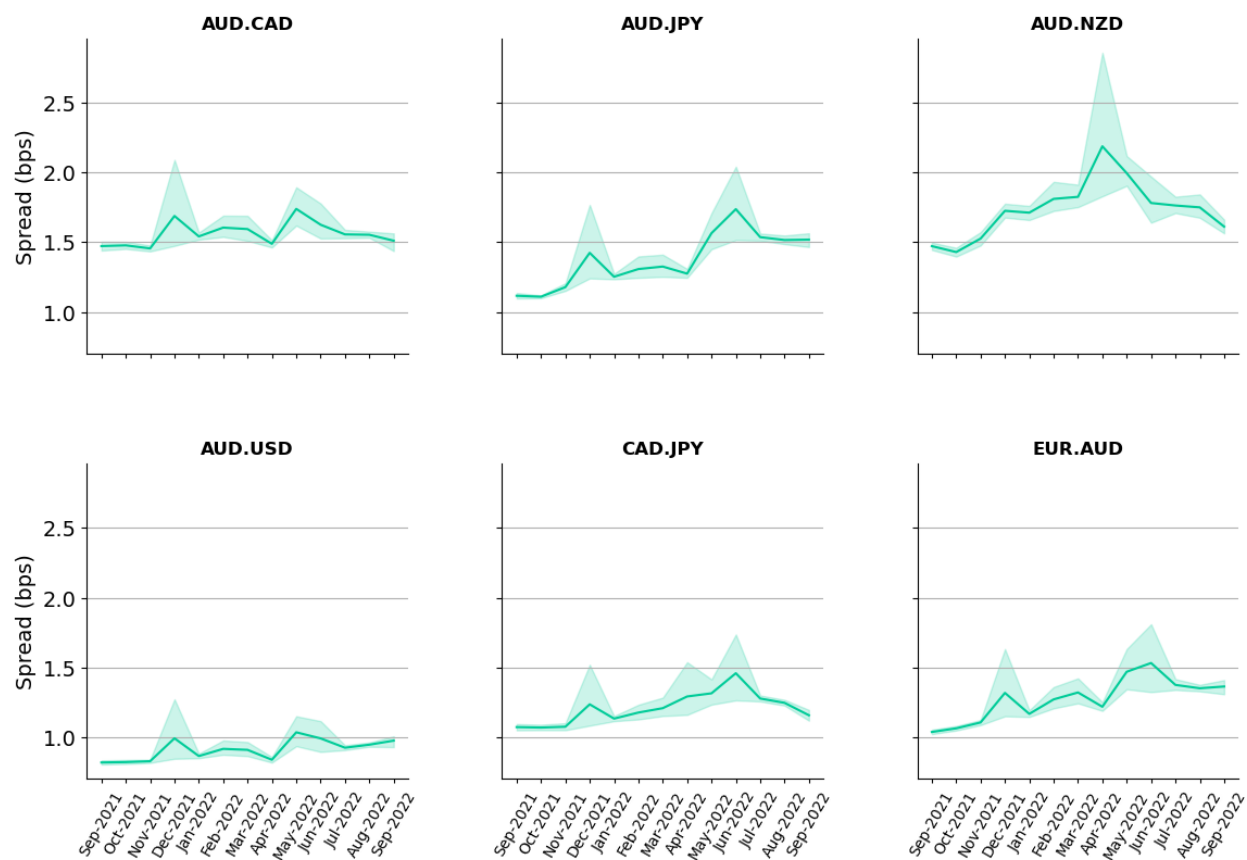 AUD.CAD
AUD.JPY
AUD.NZD
Spread (bps)
2.5
2.0
1.5
1.0
AUD.USD
CAD.JPY
EUR.AUD
Spread (bps)
2.5
2.0
1.5
1.0
Sep-2021
Oct-2021
Nov-2021
Dec-2021
Jan-2022
Feb-2022
Mar-2022
Apr-2022
May-2022
Jun-2022
Jul-2022
Aug-2022
Sep-2022
Sep-2021
Oct-2021
Nov-2021
Dec-2021
Jan-2022
Feb-2022
Mar-2022
Apr-2022
May-2022
Jun-2022
Jul-2022
Aug-2022
Sep-2022
Sep-2021
Oct-2021
Nov-2021
Dec-2021
Jan-2022
Feb-2022
Mar-2022
Apr-2022
May-2022
Jun-2022
Jul-2022
Aug-2022
Sep-2022